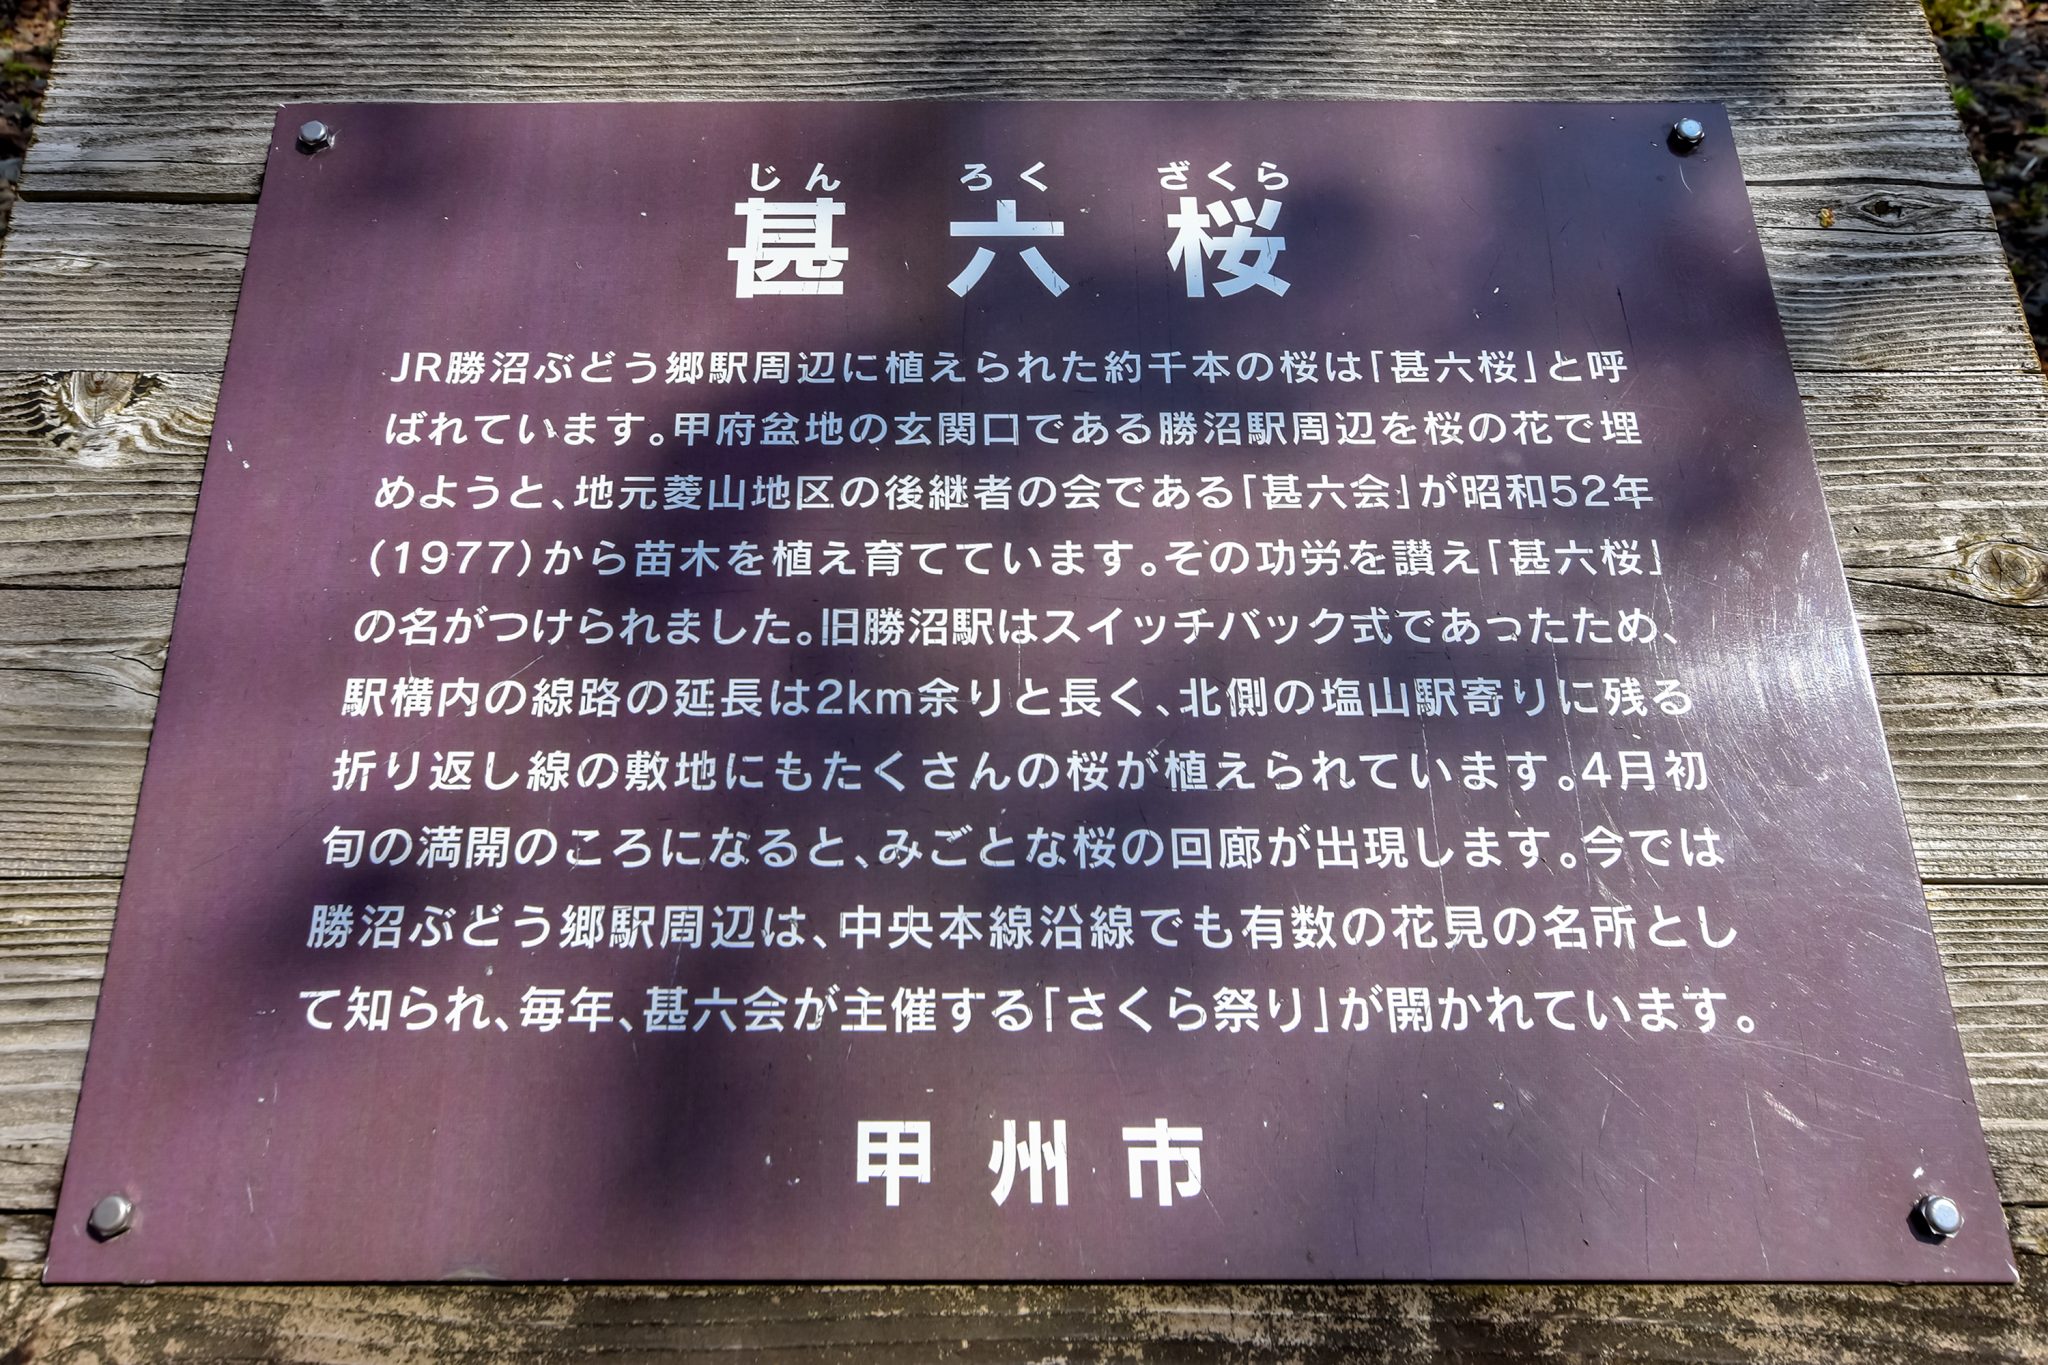 じん ろく ざくら
甚六桜
JR勝沼ぶどう郷駅周辺に植えられた約千本の桜は「甚六桜」と呼
ばれています。甲府盆地の玄関口である勝沼駅周辺を桜の花で埋
めようと、地元菱山地区の後継者の会である「甚六会」が昭和52年
(1977)から苗木を植え育てています。その功労を讃え「甚六桜」
の名がつけられました。旧勝沼駅はスイッチバック式であったため、
駅構内の線路の延長は2km余りと長く、北側の塩山駅寄りに残る
折り返し線の敷地にもたくさんの桜が植えられています。4月初
旬の満開のころになると、みごとな桜の回廊が出現します。今では
勝沼ぶどう郷駅周辺は、中央本線沿線でも有数の花見の名所とし
て知られ、毎年、甚六会が主催する「さくら祭り」が開かれています。
甲州市